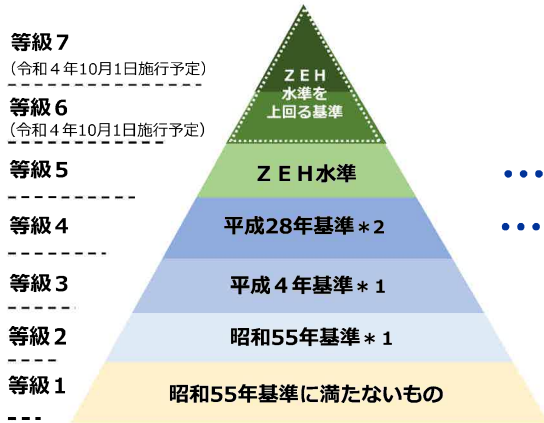 等級７
（令和４年10月1日施行予定）
ＺＥＨ
水準を
上回る基準
等級６
（令和４年10月1日施行予定）
等級５
ＺＥＨ水準
等級４
平成28年基準＊2
等級３
平成４年基準＊１
等級２
昭和55年基準＊１
等級１
昭和55年基準に満たないもの